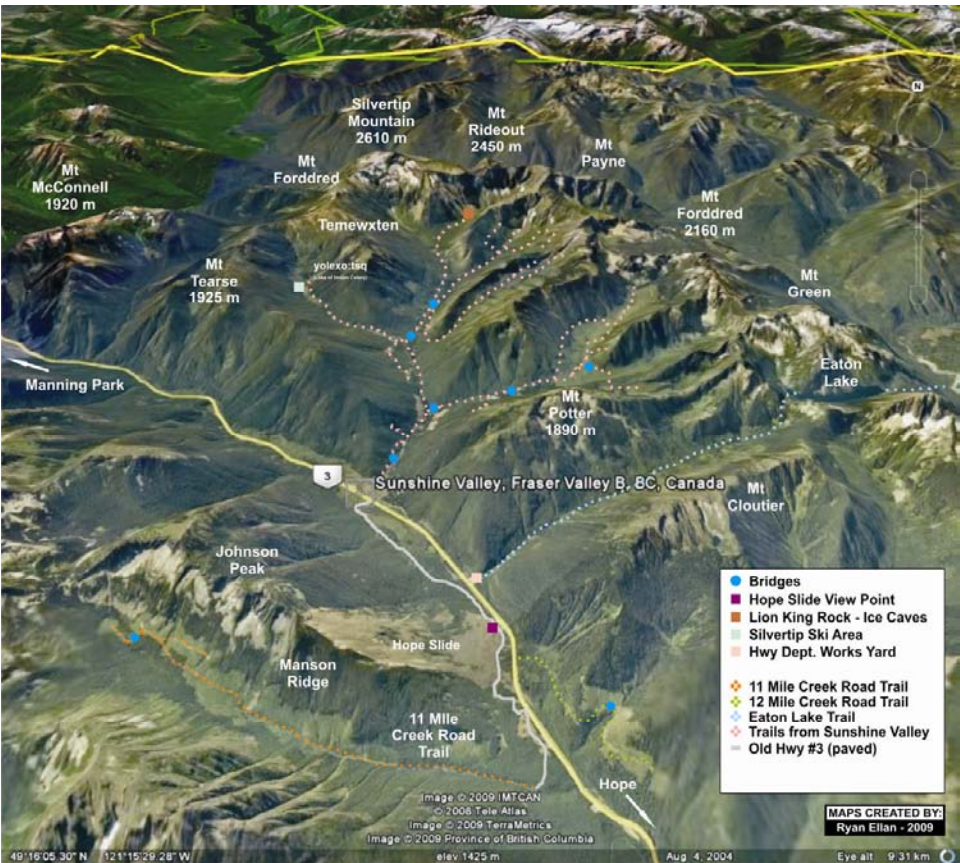 N
Silvertip
Mountain
2610 m
Mt
Rideout
2450 m
Mt
Payne
Mt
Forddred
Mt
McConnell
1920 m
Mt
Forddred
2160 m
Temewxten
yolexo:tsq
Mt
Tearse
1925 m
Mt
Green
Eaton
Lake
Manning Park
Mt
Potter
1890 m
3
Sunshine Valley, Fraser Valley B, BC, Canada
Mt
Cloutier
Johnson
Peak
Hope Slide
Manson
Ridge
11 MIle
Creek Road
Trail
Hope
Bridges
Hope Slide View Point
Lion King Rock - Ice Caves
Silvertip Ski Area
Hwy Dept. Works Yard
11 Mile Creek Road Trail
12 Mile Creek Road Trail
Eaton Lake Trail
Trails from Sunshine Valley
Old Hwy #3 (paved)
MAPS CREATED BY:
Ryan Ellan - 2009
Image © 2009 IMTCAN
© 2008 Tele Atlas
Image © 2009 TerraMetrics
Image © 2009 Province of British Columbia
49°16'05.30" N 121°15'29.28" W elev 1425 m Aug 4, 2004 Eye alt 9.31 km